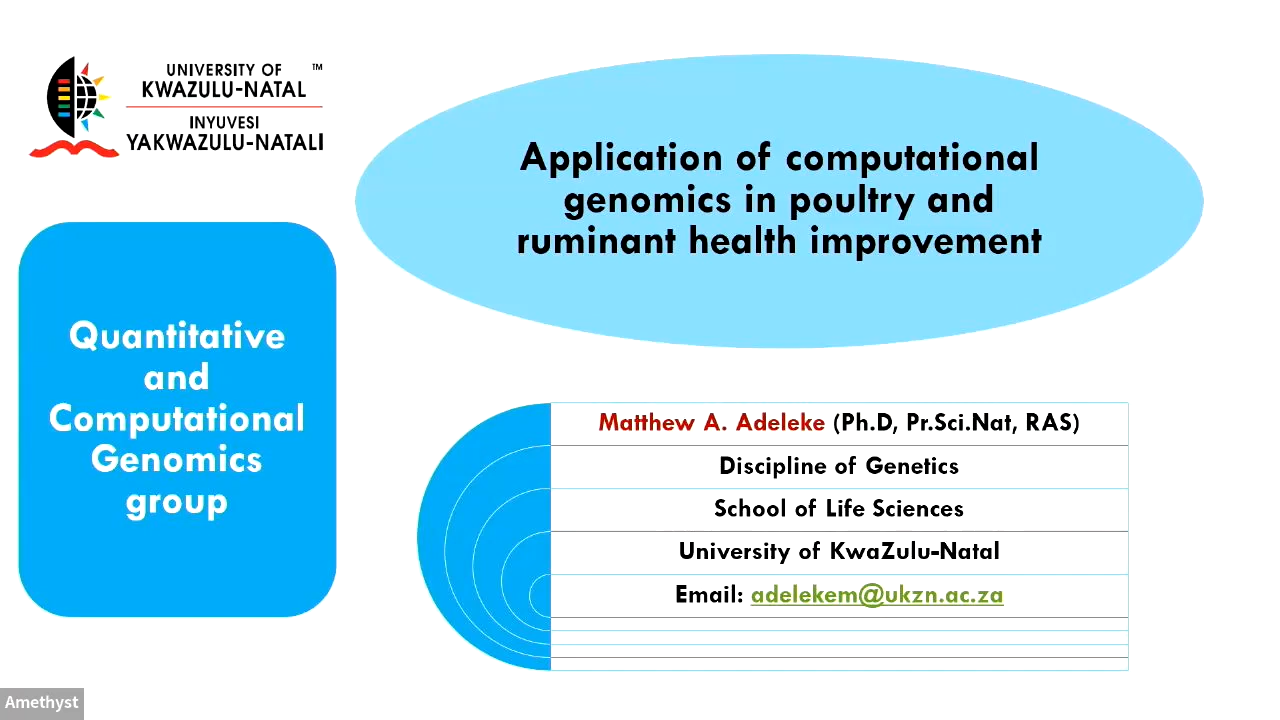 UNIVERSITY OF ™
KWAZULU-NATAL
INYUVESI
YAKWAZULU-NATALI
Application of computational
genomics in poultry and
ruminant health improvement
Quantitative
and
Computational
Genomics
group
Matthew A. Adeleke (Ph.D, Pr.Sci.Nat, RAS)
Discipline of Genetics
School of Life Sciences
University of KwaZulu-Natal
Email: adelekem@ukzn.ac.za
Amethyst